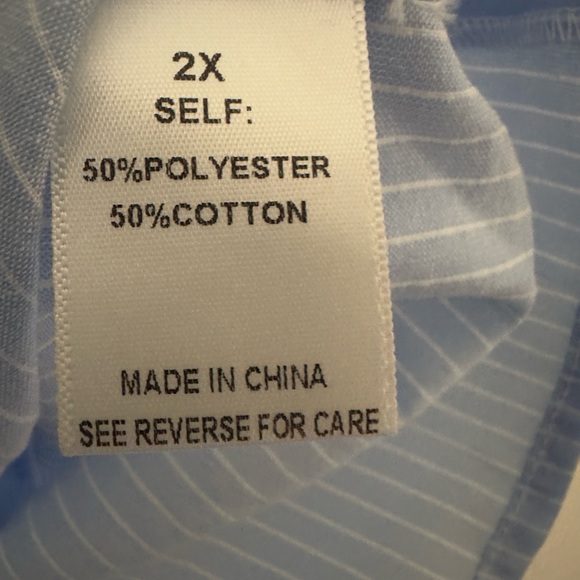 2X
SELF:
50%POLYESTER
50%COTTON
MADE IN CHINA
SEE REVERSE FOR CARE